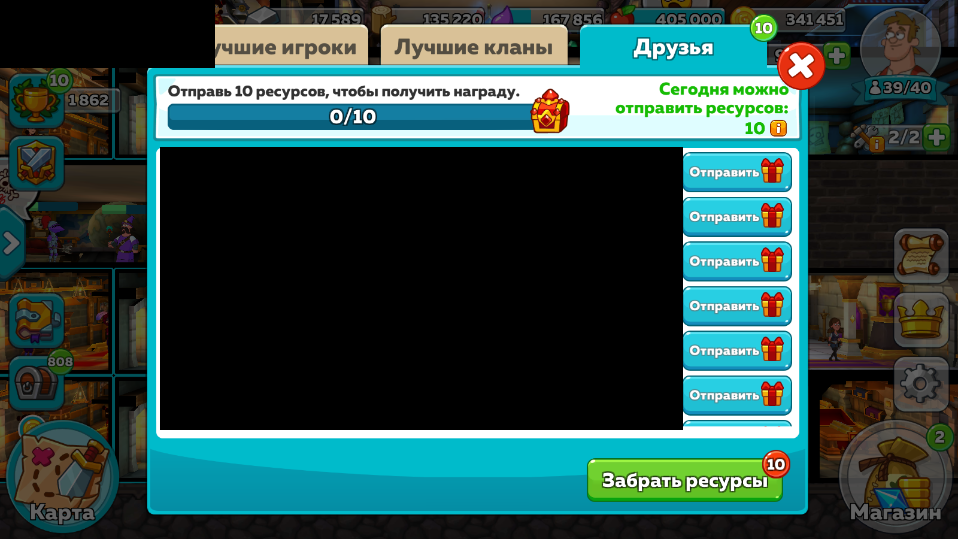 17 589
135 220
167 856
405 000
341 451
учшие игроки
Лучшие кланы
Друзья
10
10
1 862
39/40
Отправь 10 ресурсов, чтобы получить награду.
0/10
Сегодня можно
отправить ресурсов:
10 i
i 2/2
Отправить
Отправить
Отправить
Отправить
Отправить
Отправить
808
Забрать ресурсы
10
2
Карта
Магазин